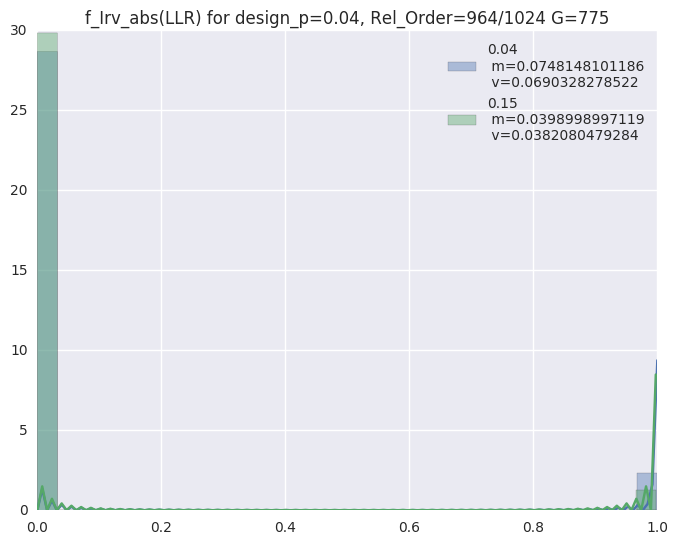 f_Irv_abs(LLR) for design_p=0.04, Rel_Order=964/1024 G=775
30
25
20
15
10
5
0
0.04
m=0.0748148101186
v=0.0690328278522
0.15
m=0.0398998997119
v=0.0382080479284
0.0 0.2 0.4 0.6 0.8 1.0